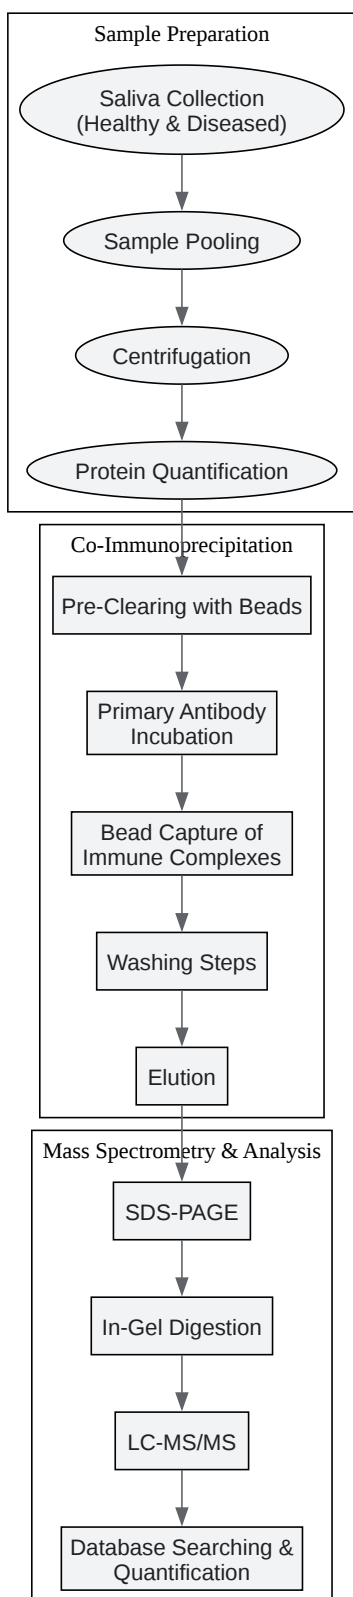 Sample Preparation
Saliva Collection
(Healthy & Diseased)
Sample Pooling
Centrifugation
Protein Quantification
Co-Immunoprecipitation
Pre-Clearing with Beads
Primary Antibody
Incubation
Bead Capture of
Immune Complexes
Washing Steps
Elution
Mass Spectrometry & Analysis
SDS-PAGE
In-Gel Digestion
LC-MS/MS
Database Searching &
Quantification